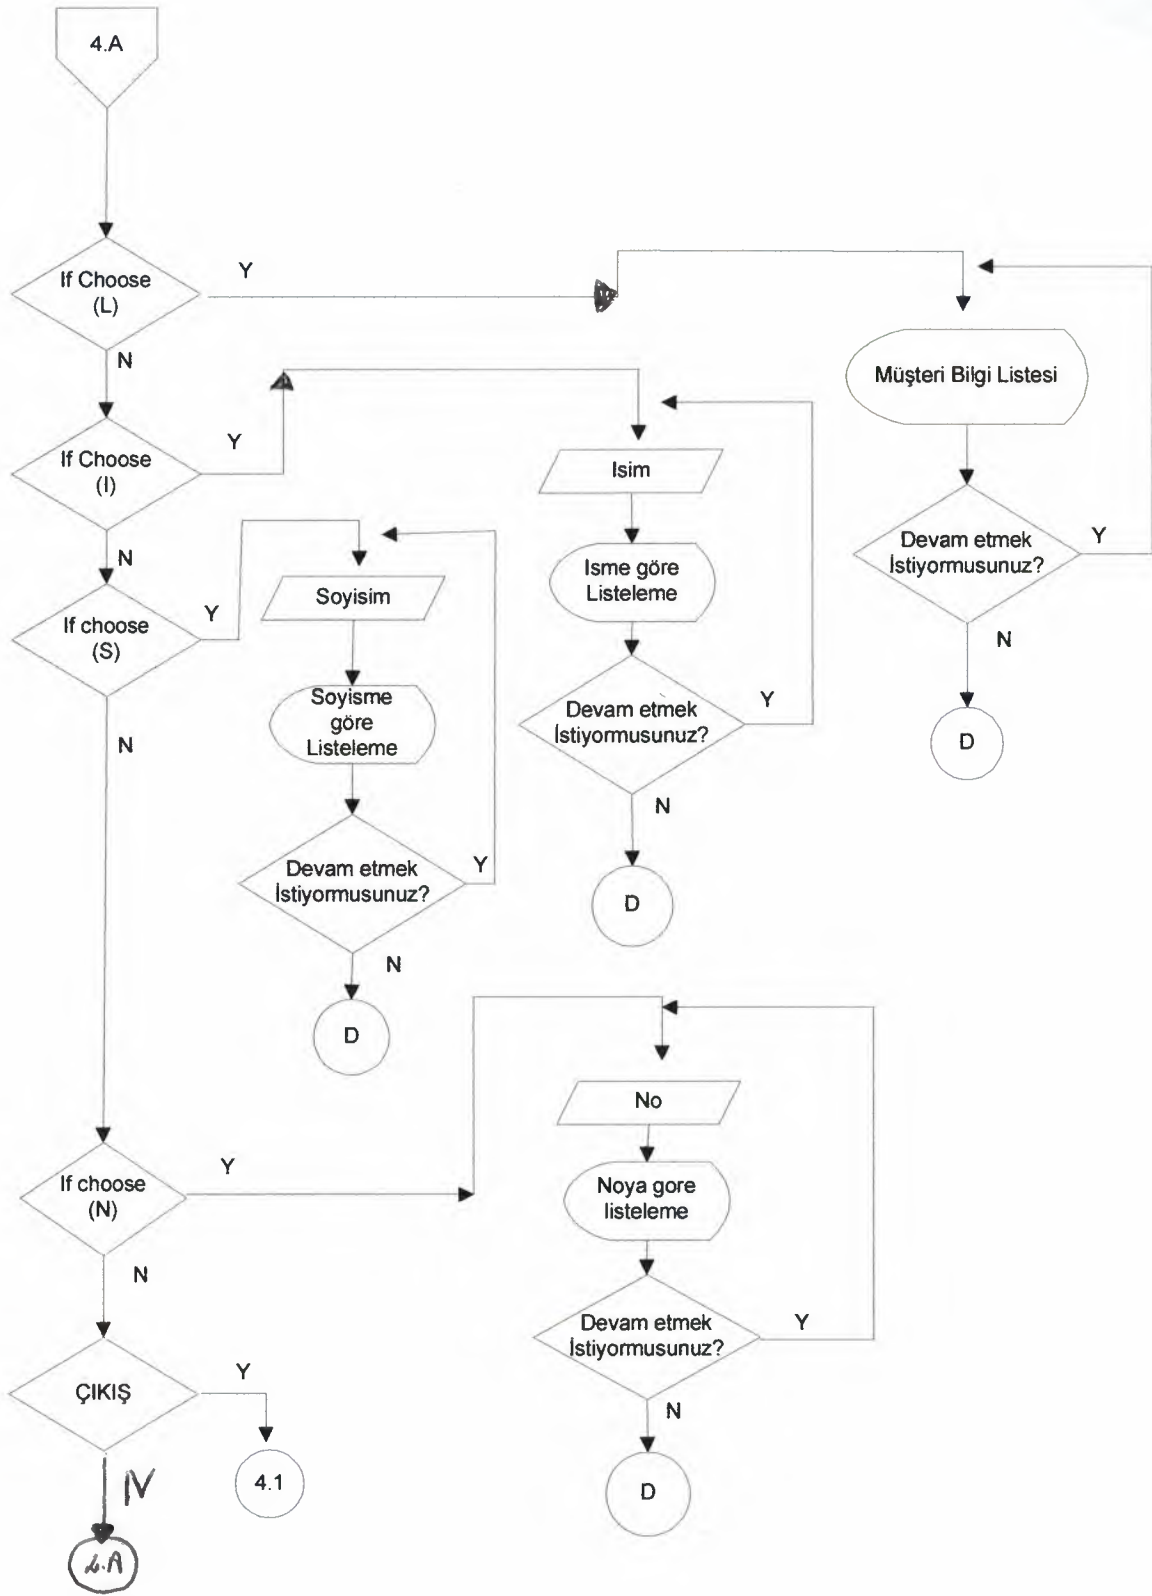 4.A
If Choose
(L)
Y
N
Müşteri Bilgi Listesi
Devam etmek
İstiyormusunuz?
Y
N
D
If Choose
(I)
Y
N
Isim
Isme göre
Listeleme
Devam etmek
İstiyormusunuz?
Y
N
D
If choose
(S)
Y
N
Soyisim
Soyisme
göre
Listeleme
Devam etmek
İstiyormusunuz?
Y
N
D
If choose
(N)
Y
N
No
Noya gore
listeleme
Devam etmek
İstiyormusunuz?
Y
N
D
ÇIKIŞ
Y
4.1
N